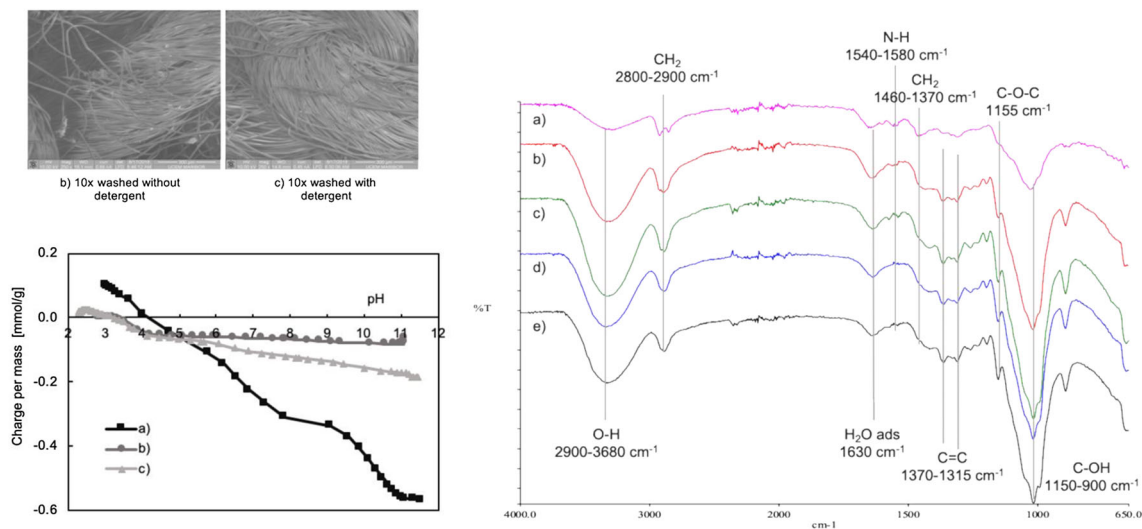 b) 10x washed without
detergent
c) 10x washed with
detergent
Charge per mass [mmol/g]
0.2
0.0
-0.2
-0.4
-0.6
pH
2
3
4
5
6
7
8
9
10
11
12
a)
b)
c)
N-H
1540-1580 cm⁻¹
CH₂
2800-2900 cm⁻¹
CH₂
1460-1370 cm⁻¹
C-O-C
1155 cm⁻¹
a)
b)
c)
d)
e)
%T
O-H
2900-3680 cm⁻¹
H₂O ads
1630 cm⁻¹
C=C
1370-1315 cm⁻¹
C-OH
1150-900 cm⁻¹
4000.0
3000
2000
1500
1000
650.0
cm-1